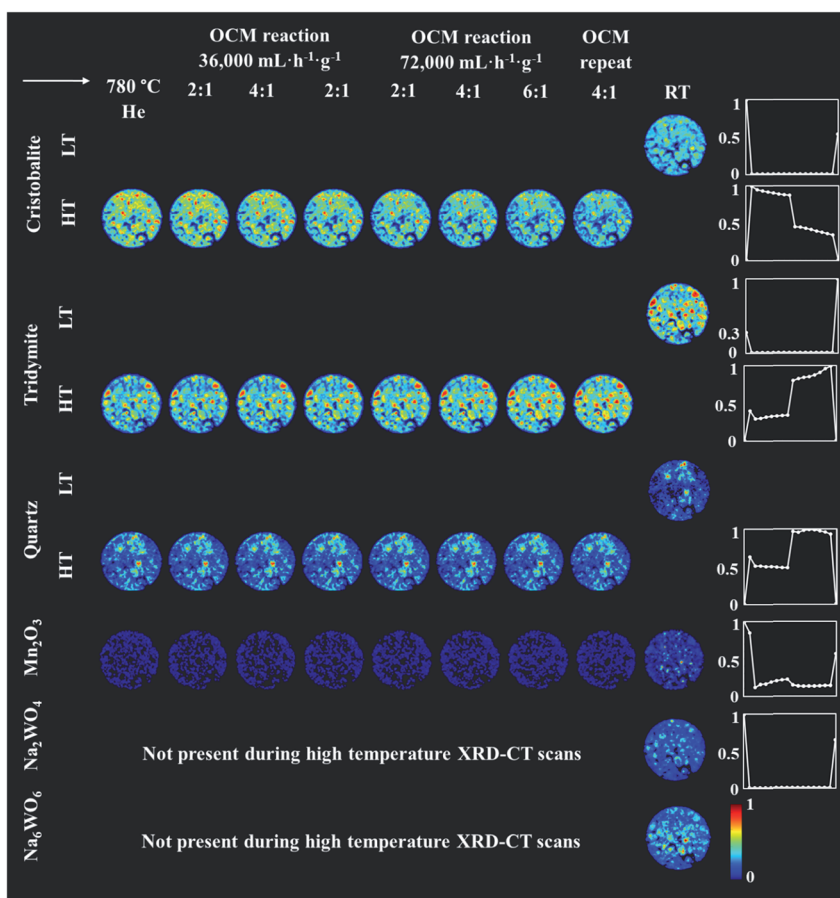 OCM reaction OCM reaction OCM
36,000 mL·h⁻¹·g⁻¹ 72,000 mL·h⁻¹·g⁻¹ repeat
780 °C 2:1 4:1 2:1 2:1 4:1 6:1 4:1 RT
He
Cristobalite
LT
1
0.5
0
HT
1
0.5
0
Tridymite
LT
1
0.3
0
HT
1
0.5
0
Quartz
LT
HT
1
0.5
0
Mn₂O₃
1
0.5
0
Na₂WO₄
Not present during high temperature XRD-CT scans
1
0.5
0
Na₆WO₆
Not present during high temperature XRD-CT scans
1
0